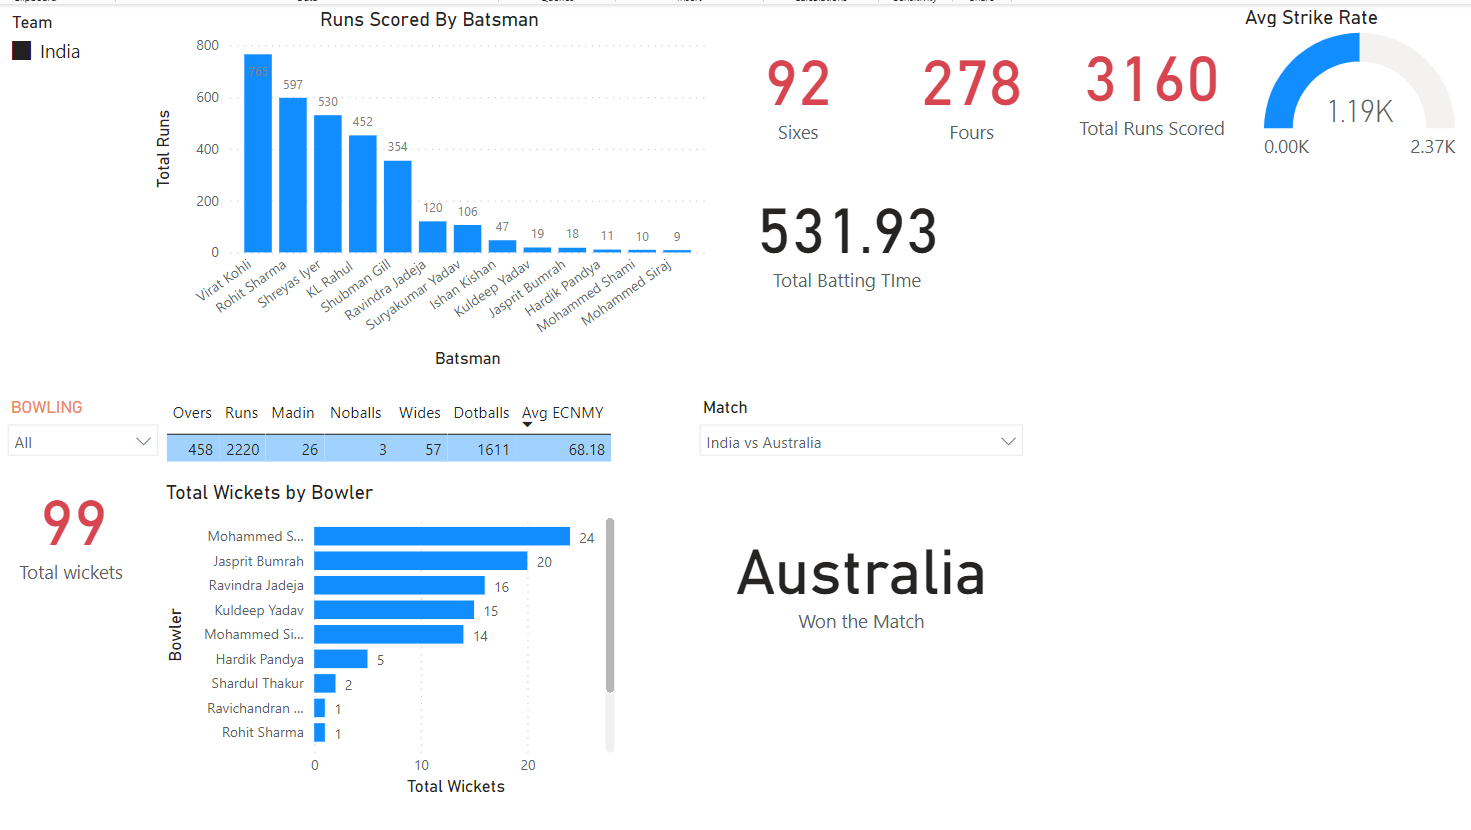 Team
India
Runs Scored By Batsman
Total Runs
800
600
400
200
0
765
597
530
452
354
120
106
47
19
18
11
10
9
Virat Kohli
Rohit Sharma
Shreyas Iyer
KL Rahul
Shubman Gill
Ravindra Jadeja
Suryakumar Yadav
Ishan Kishan
Kuldeep Yadav
Jasprit Bumrah
Hardik Pandya
Mohammed Shami
Mohammed Siraj
Batsman
92
Sixes
278
Fours
3160
Total Runs Scored
Avg Strike Rate
1.19K
0.00K
2.37K
531.93
Total Batting TIme
BOWLING
All
Overs Runs Madin Noballs Wides Dotballs Avg ECNMY
458 2220 26 3 57 1611 68.18
Match
India vs Australia
99
Total wickets
Total Wickets by Bowler
Bowler
Mohammed S... 24
Jasprit Bumrah 20
Ravindra Jadeja 16
Kuldeep Yadav 15
Mohammed Si... 14
Hardik Pandya 5
Shardul Thakur 2
Ravichandran ... 1
Rohit Sharma 1
0 10 20
Total Wickets
Australia
Won the Match